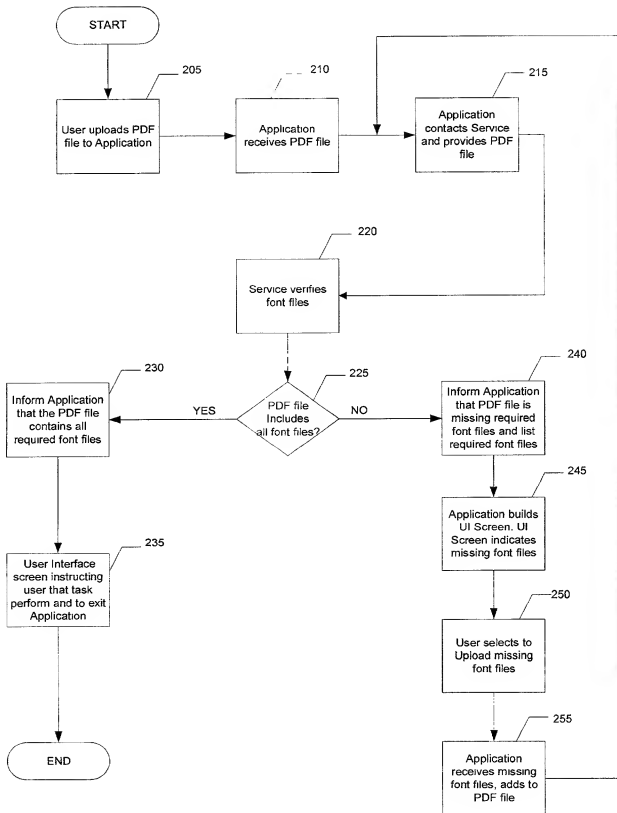 START
205
User uploads PDF
file to Application
210
Application
receives PDF file
215
Application
contacts Service
and provides PDF
file
220
Service verifies
font files
225
PDF file
Includes
all font files?
YES
NO
230
Inform Application
that the PDF file
contains all
required font files
235
User Interface
screen instructing
user that task
perform and to exit
Application
END
240
Inform Application
that PDF file is
missing required
font files and list
required font files
245
Application builds
UI Screen. UI
Screen indicates
missing font files
250
User selects to
Upload missing
font files
255
Application
receives missing
font files, adds to
PDF file